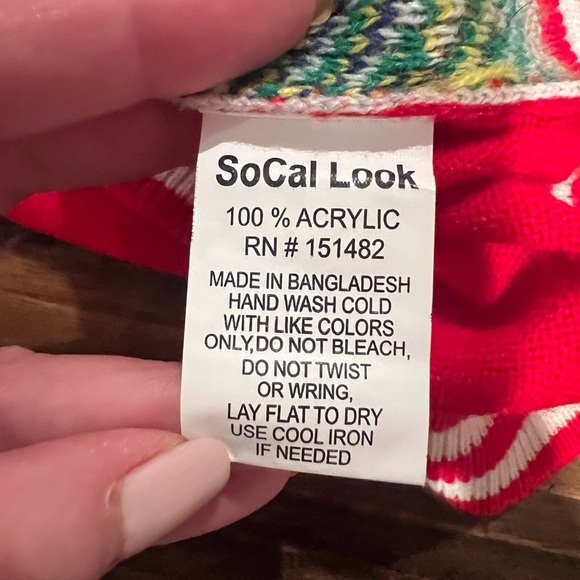 SoCal Look
100 % ACRYLIC
RN # 151482
MADE IN BANGLADESH
HAND WASH COLD
WITH LIKE COLORS
ONLY,DO NOT BLEACH,
DO NOT TWIST
OR WRING,
LAY FLAT TO DRY
USE COOL IRON
IF NEEDED